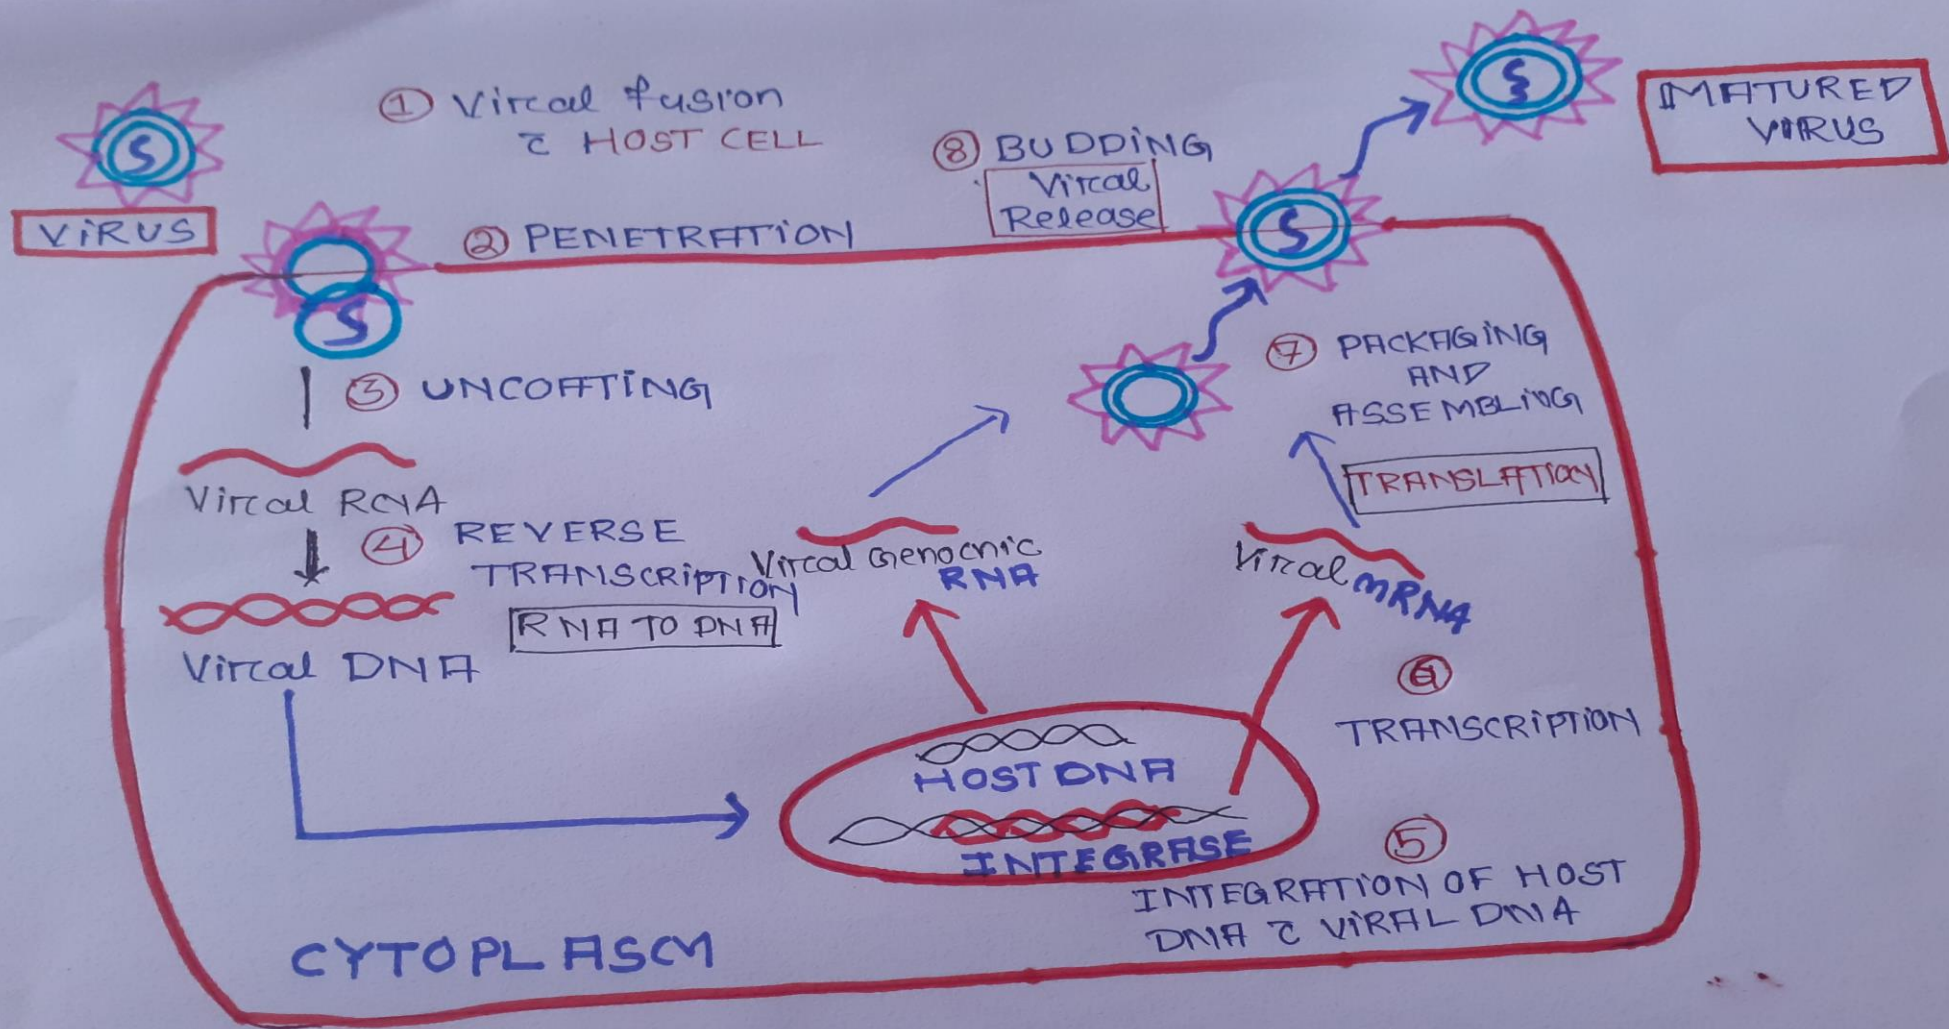 VIRUS
① Viral fusion
c̄ HOST CELL
② PENETRATION
③ UNCOATING
Viral RNA
④ REVERSE
TRANSCRIPTION
RNA TO DNA
Viral DNA
HOST DNA
INTEGRASE
⑤
INTEGRATION OF HOST
DNA c̄ VIRAL DNA
⑥
TRANSCRIPTION
Viral Genomic
RNA
Viral mRNA
TRANSLATION
⑦ PACKAGING
AND
ASSEMBLING
⑧ BUDDING
Viral
Release
MATURED
VIRUS
CYTOPLASM
S
S
S
S